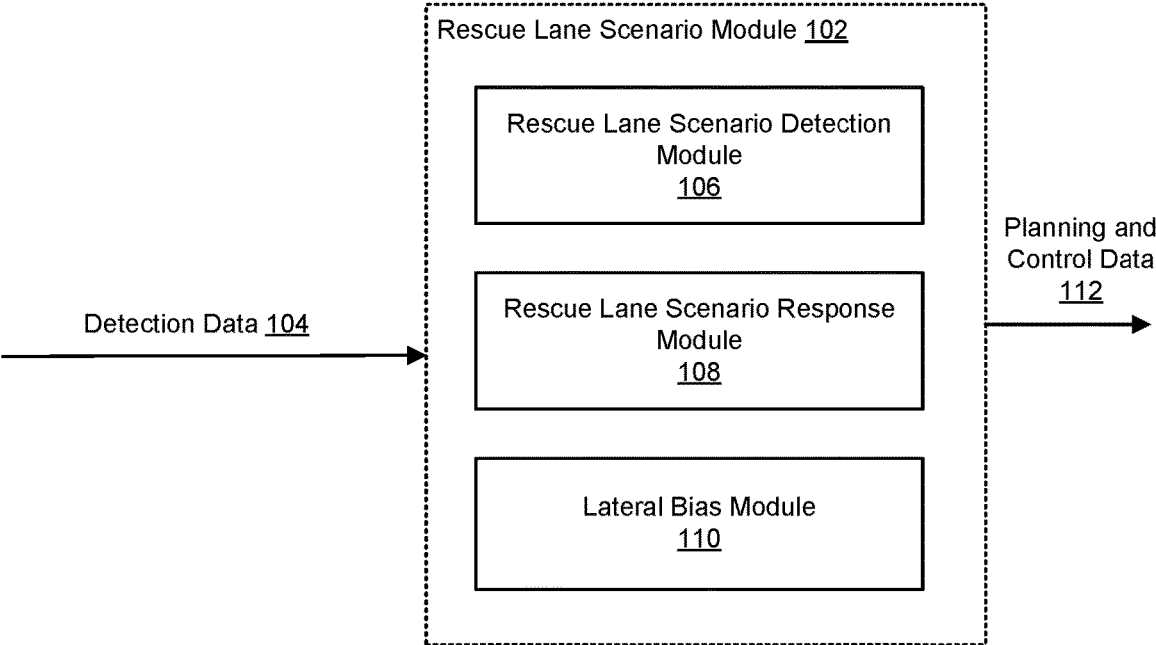 Rescue Lane Scenario Module 102
Rescue Lane Scenario Detection
Module
106
Planning and
Control Data
112
Rescue Lane Scenario Response
Module
108
Detection Data 104
Lateral Bias Module
110